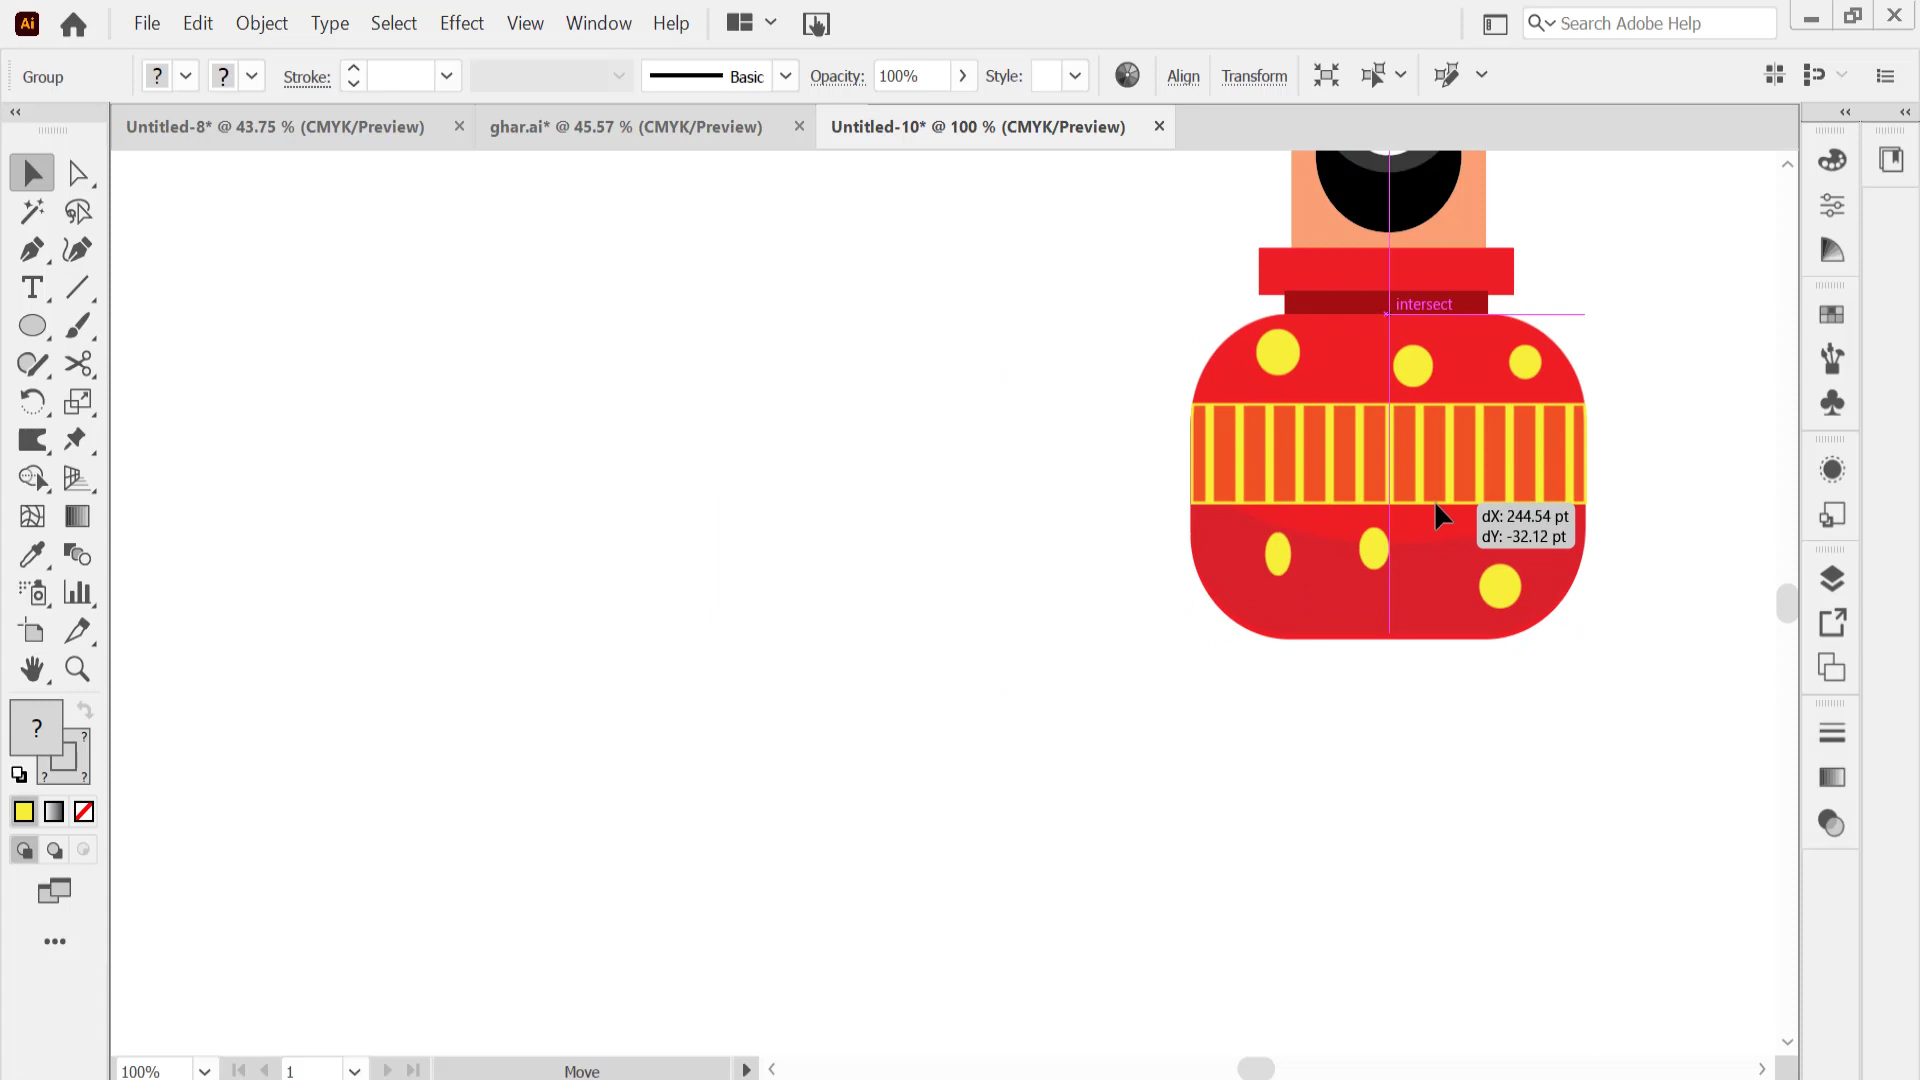 Ai File Edit Object Type Select Effect View Window Help Search Adobe Help
Group ? ? Stroke: Basic Opacity: 100% Style: Align Transform
Untitled-8* @ 43.75 % (CMYK/Preview) ghar.ai* @ 45.57 % (CMYK/Preview) Untitled-10* @ 100 % (CMYK/Preview)
intersect
dX: 244.54 pt
dY: -32.12 pt
? ?
? ?
100% 1 Move